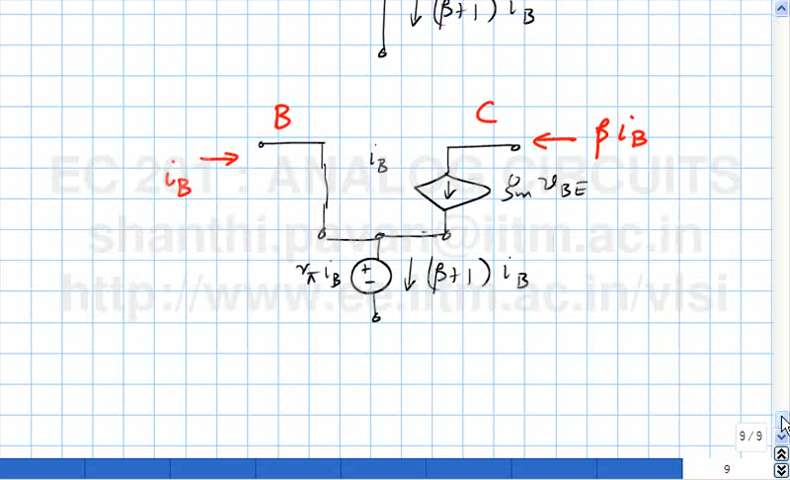 (β+1) i_B
B
C
i_B
β i_B
i_B
g_m v_BE
EC 201 : ANALOG CIRCUITS
shanthi.pavan@iitm.ac.in
r_π i_B
+
-
(β+1) i_B
http://www.ee.iitm.ac.in/vlsi
9 / 9
9